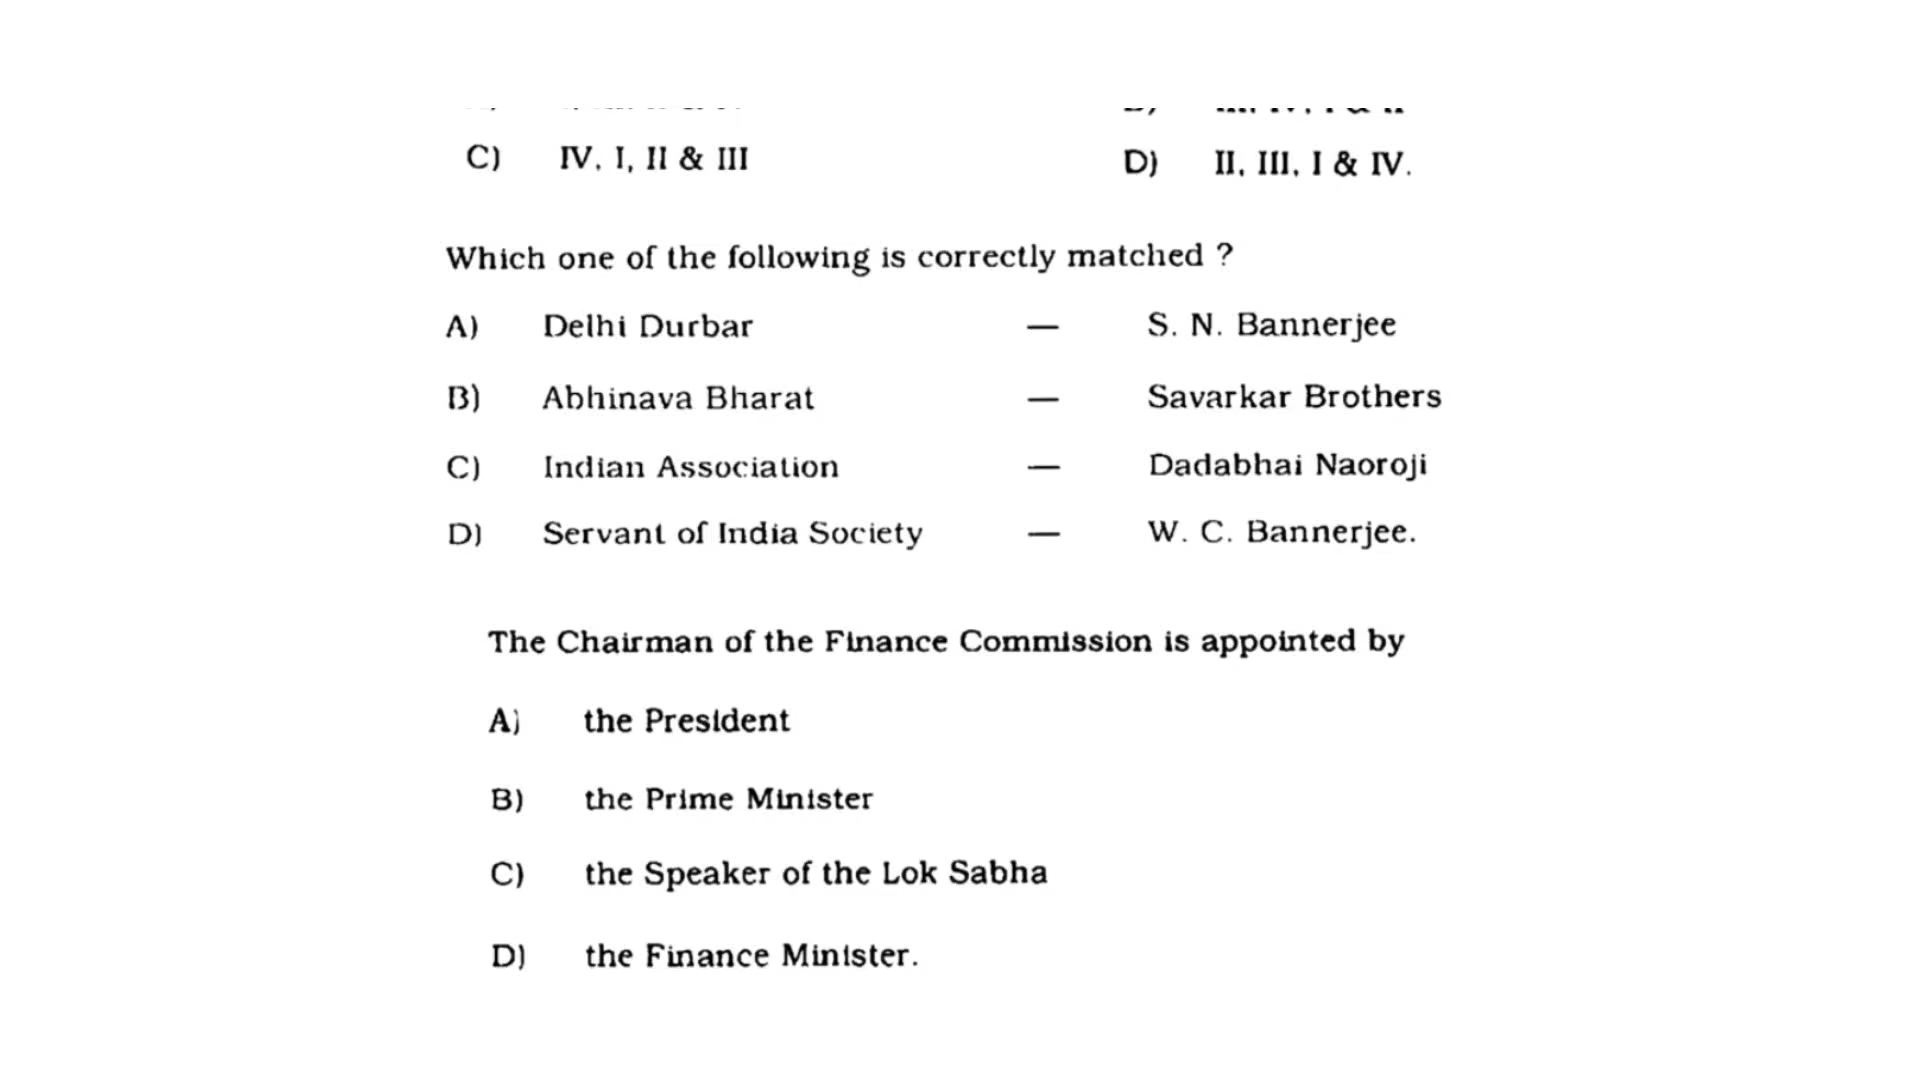 C) IV, I, II & III D) II, III, I & IV.
Which one of the following is correctly matched ?
A) Delhi Durbar — S. N. Bannerjee
B) Abhinava Bharat — Savarkar Brothers
C) Indian Association — Dadabhai Naoroji
D) Servant of India Society — W. C. Bannerjee.
The Chairman of the Finance Commission is appointed by
A) the President
B) the Prime Minister
C) the Speaker of the Lok Sabha
D) the Finance Minister.